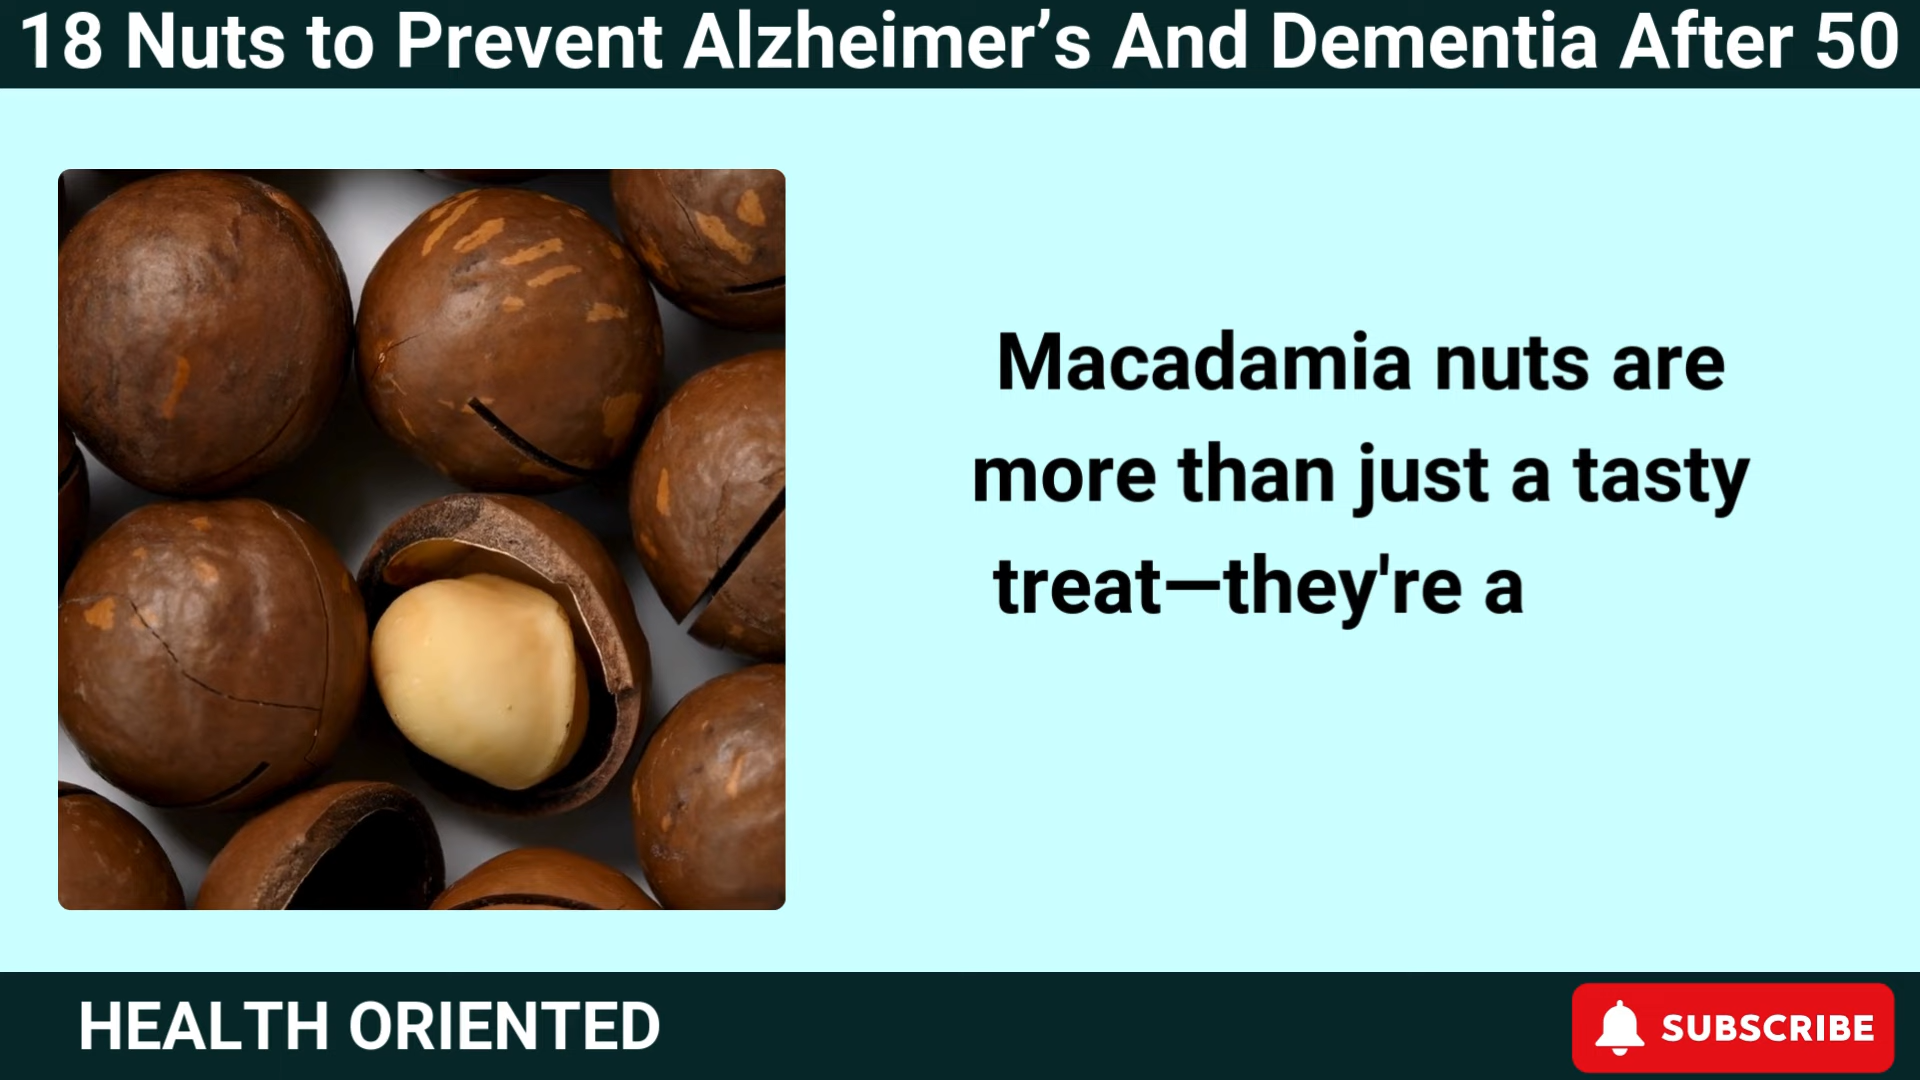 18 Nuts to Prevent Alzheimer’s And Dementia After 50
Macadamia nuts are
more than just a tasty
treat—they're a
HEALTH ORIENTED
SUBSCRIBE